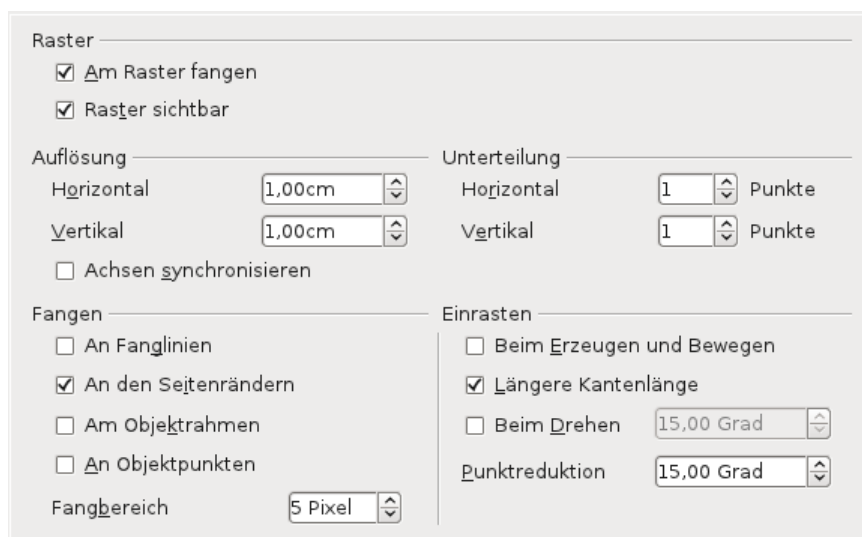 Raster
Am Raster fangen
Raster sichtbar
Auflösung
Horizontal 1,00cm
Vertikal 1,00cm
Achsen synchronisieren
Unterteilung
Horizontal 1 Punkte
Vertikal 1 Punkte
Fangen
An Fanglinien
An den Seitenrändern
Am Objektrahmen
An Objektpunkten
Fangbereich 5 Pixel
Einrasten
Beim Erzeugen und Bewegen
Längere Kantenlänge
Beim Drehen 15,00 Grad
Punktreduktion 15,00 Grad